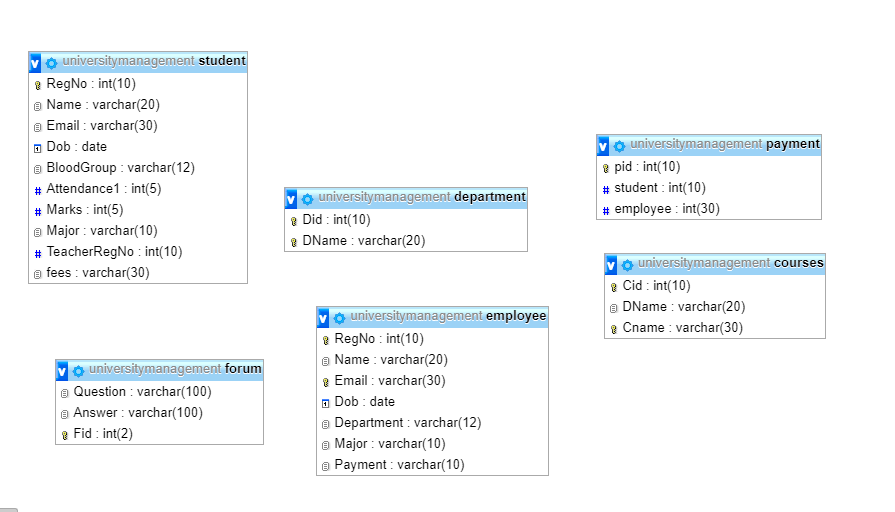 universitymanagement student
RegNo : int(10)
Name : varchar(20)
Email : varchar(30)
Dob : date
BloodGroup : varchar(12)
Attendance1 : int(5)
Marks : int(5)
Major : varchar(10)
TeacherRegNo : int(10)
fees : varchar(30)
universitymanagement department
Did : int(10)
DName : varchar(20)
universitymanagement payment
pid : int(10)
student : int(10)
employee : int(30)
universitymanagement courses
Cid : int(10)
DName : varchar(20)
Cname : varchar(30)
universitymanagement employee
RegNo : int(10)
Name : varchar(20)
Email : varchar(30)
Dob : date
Department : varchar(12)
Major : varchar(10)
Payment : varchar(10)
universitymanagement forum
Question : varchar(100)
Answer : varchar(100)
Fid : int(2)